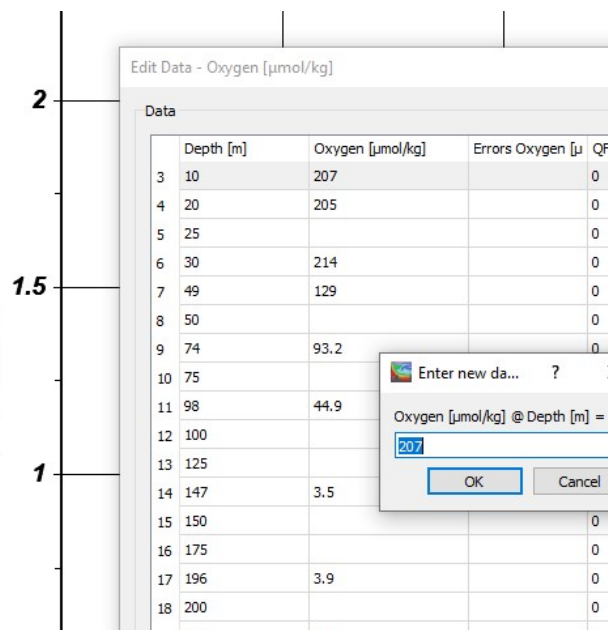 2
1.5
1
Edit Data - Oxygen [µmol/kg]
Data
Depth [m] Oxygen [µmol/kg] Errors Oxygen [µ QF
3 10 207 0
4 20 205 0
5 25 0
6 30 214 0
7 49 129 0
8 50 0
9 74 93.2 0
10 75
11 98 44.9
12 100
13 125
14 147 3.5
15 150 0
16 175 0
17 196 3.9 0
18 200 0
Enter new da... ?
Oxygen [µmol/kg] @ Depth [m] =
207
OK Cancel